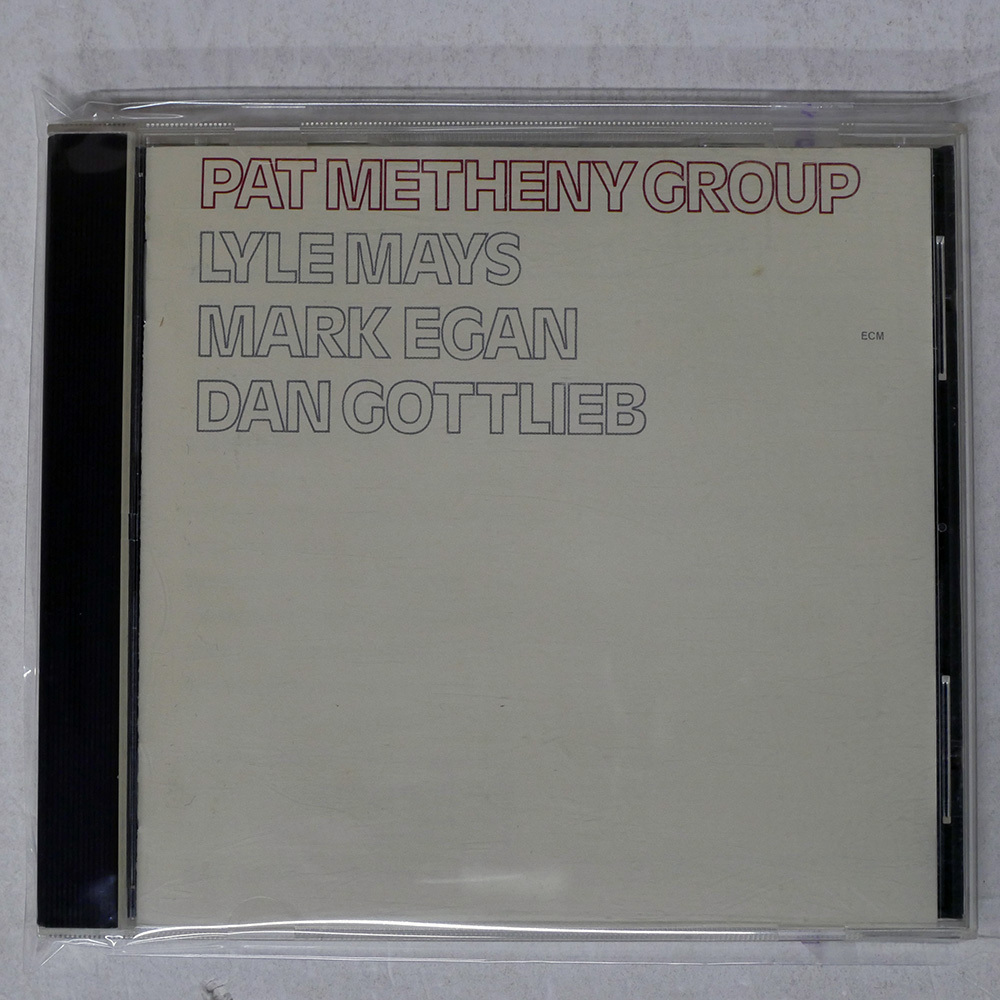 PAT METHENY GROUP
LYLE MAYS
MARK EGAN
ECM
DAN GOTTLIEB